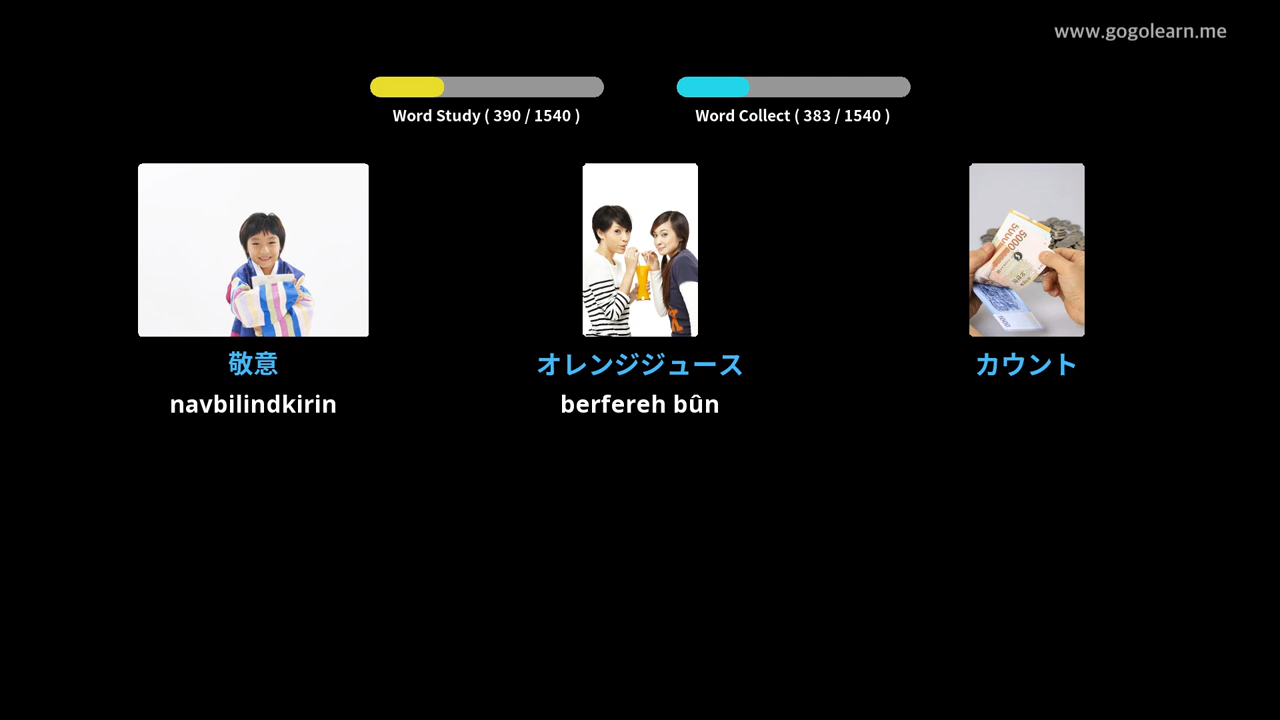 www.gogolearn.me
Word Study ( 390 / 1540 )
Word Collect ( 383 / 1540 )
敬意
オレンジジュース
カウント
navbilindkirin
berfereh bûn
5000